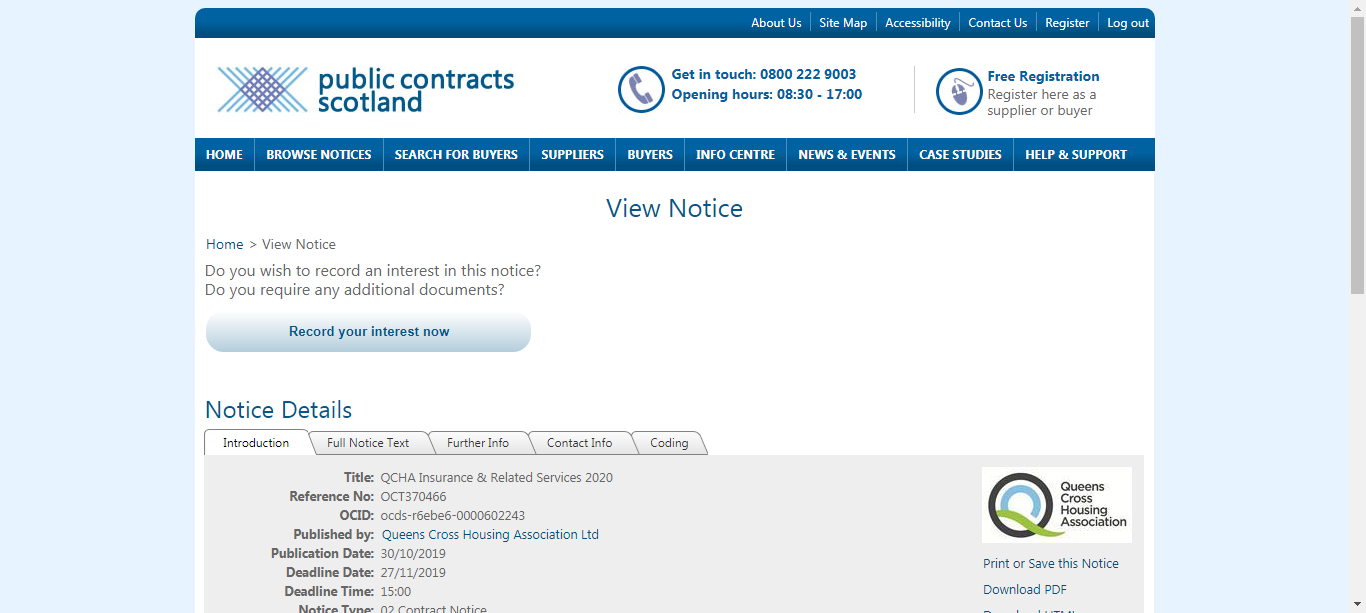 About Us
Site Map
Accessibility
Contact Us
Register
Log out
public contracts
scotland
Get in touch: 0800 222 9003
Opening hours: 08:30 - 17:00
Free Registration
Register here as a
supplier or buyer
HOME
BROWSE NOTICES
SEARCH FOR BUYERS
SUPPLIERS
BUYERS
INFO CENTRE
NEWS & EVENTS
CASE STUDIES
HELP & SUPPORT
View Notice
Home > View Notice
Do you wish to record an interest in this notice?
Do you require any additional documents?
Record your interest now
Notice Details
Introduction
Full Notice Text
Further Info
Contact Info
Coding
Title: QCHA Insurance & Related Services 2020
Reference No: OCT370466
OCID: ocds-r6ebe6-0000602243
Published by: Queens Cross Housing Association Ltd
Publication Date: 30/10/2019
Deadline Date: 27/11/2019
Deadline Time: 15:00
Notice Type: 02 Contract Notice
Queens
Cross
Housing
Association
Print or Save this Notice
Download PDF
Download HTML